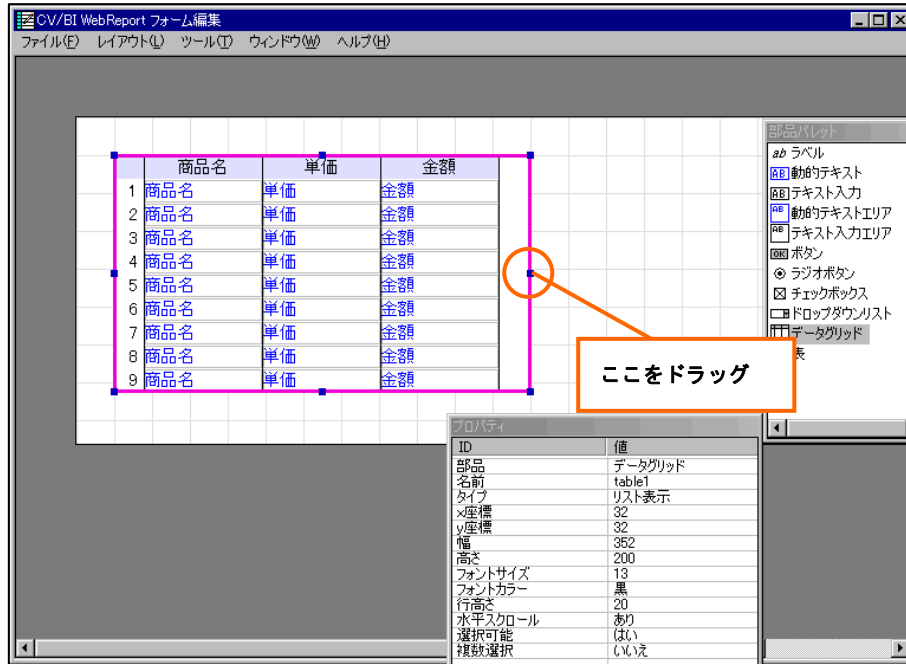 CV/BI WebReport フォーム編集
ファイル(F) レイアウト(L) ツール(T) ウィンドウ(W) ヘルプ(H)
商品名 単価 金額
1 商品名 単価 金額
2 商品名 単価 金額
3 商品名 単価 金額
4 商品名 単価 金額
5 商品名 単価 金額
6 商品名 単価 金額
7 商品名 単価 金額
8 商品名 単価 金額
9 商品名 単価 金額
ここをドラッグ
部品パレット
ab ラベル
AB 動的テキスト
AB テキスト入力
AB 動的テキストエリア
AB テキスト入力エリア
OK ボタン
ラジオボタン
チェックボックス
ドロップダウンリスト
データグリッド
表
プロパティ
ID 値
部品 データグリッド
名前 table1
タイプ リスト表示
x座標 32
y座標 32
幅 352
高さ 200
フォントサイズ 13
フォントカラー 黒
行高さ 20
水平スクロール あり
選択可能 はい
複数選択 いいえ